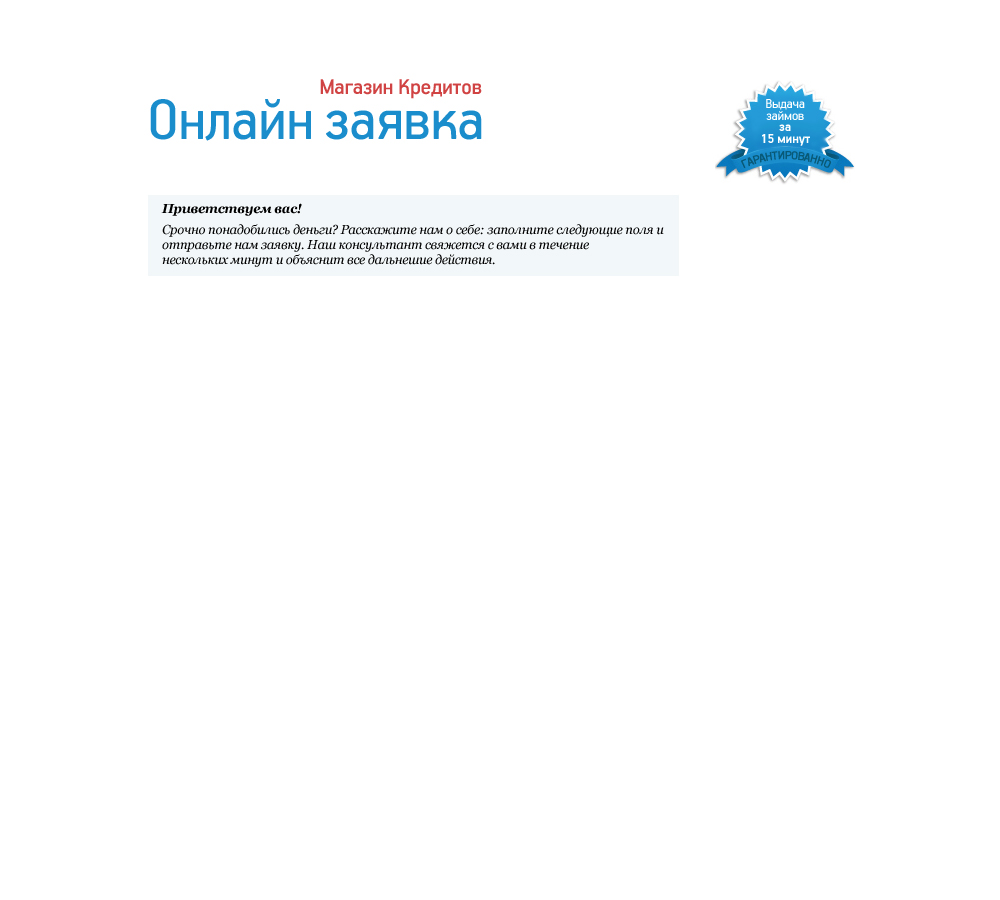 Магазин Кредитов
Онлайн заявка
Выдача
займов
за
15 минут
ГАРАНТИРОВАННО
Приветствуем вас!
Срочно понадобились деньги? Расскажите нам о себе: заполните следующие поля и
отправьте нам заявку. Наш консультант свяжется с вами в течение
нескольких минут и объяснит все дальнешие действия.